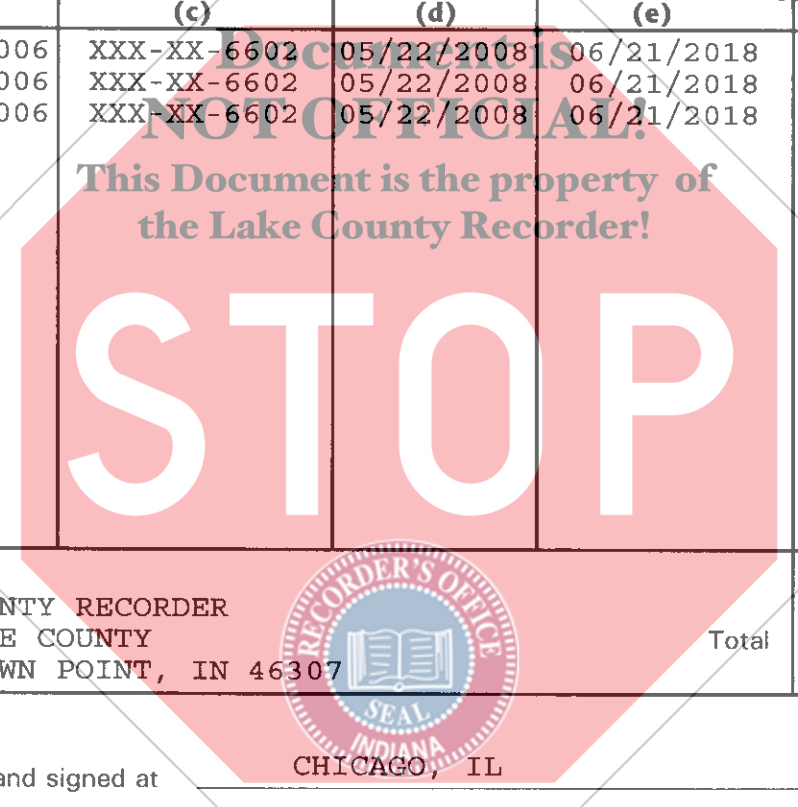 (c) (d) (e)
006 XXX-XX-6602 05/22/2008 06/21/2018
006 XXX-XX-6602 05/22/2008 06/21/2018
006 XXX-XX-6602 05/22/2008 06/21/2018
Document is
NOT OFFICIAL!
This Document is the property of
the Lake County Recorder!
STOP
NTY RECORDER
E COUNTY
WN POINT, IN 46307
Total
RECORDER'S OFFICE
SEAL
INDIANA
and signed at CHICAGO, IL